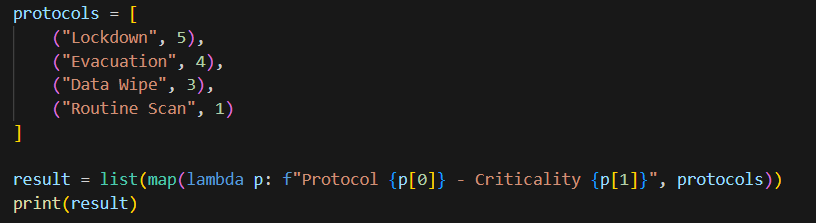 protocols = [
    ("Lockdown", 5),
    ("Evacuation", 4),
    ("Data Wipe", 3),
    ("Routine Scan", 1)
]

result = list(map(lambda p: f"Protocol {p[0]} - Criticality {p[1]}", protocols))
print(result)